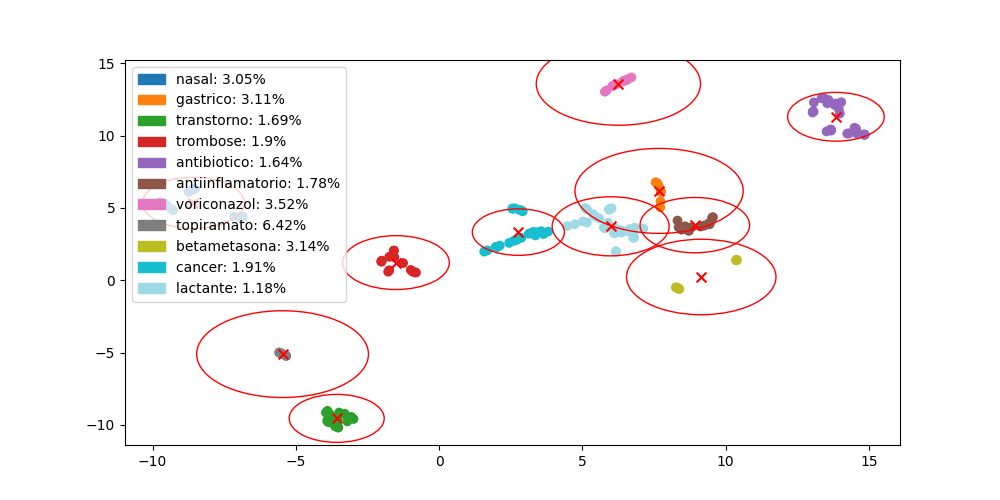 15
10
5
0
−5
−10
nasal: 3.05%
gastrico: 3.11%
transtorno: 1.69%
trombose: 1.9%
antibiotico: 1.64%
antiinflamatorio: 1.78%
voriconazol: 3.52%
topiramato: 6.42%
betametasona: 3.14%
cancer: 1.91%
lactante: 1.18%
−10 −5 0 5 10 15